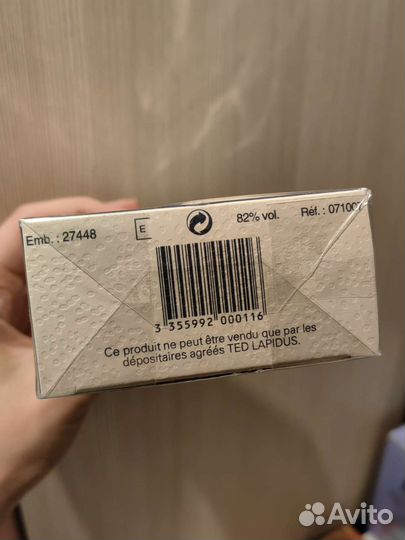 Emb.: 27448 E 82% vol. Réf.: 071007
3 355992 000116
Ce produit ne peut être vendu que par les
dépositaires agréés TED LAPIDUS.
Avito